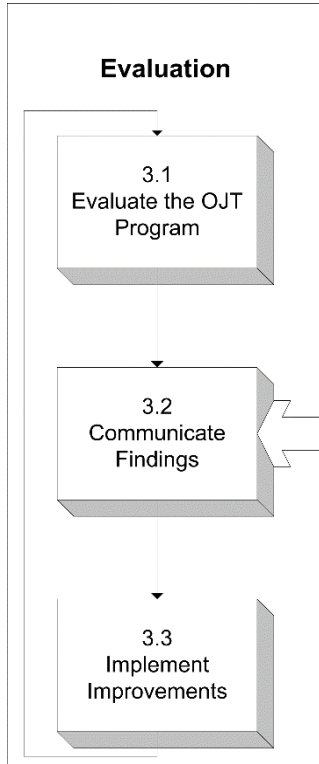 Evaluation
3.1
Evaluate the OJT
Program
3.2
Communicate
Findings
3.3
Implement
Improvements